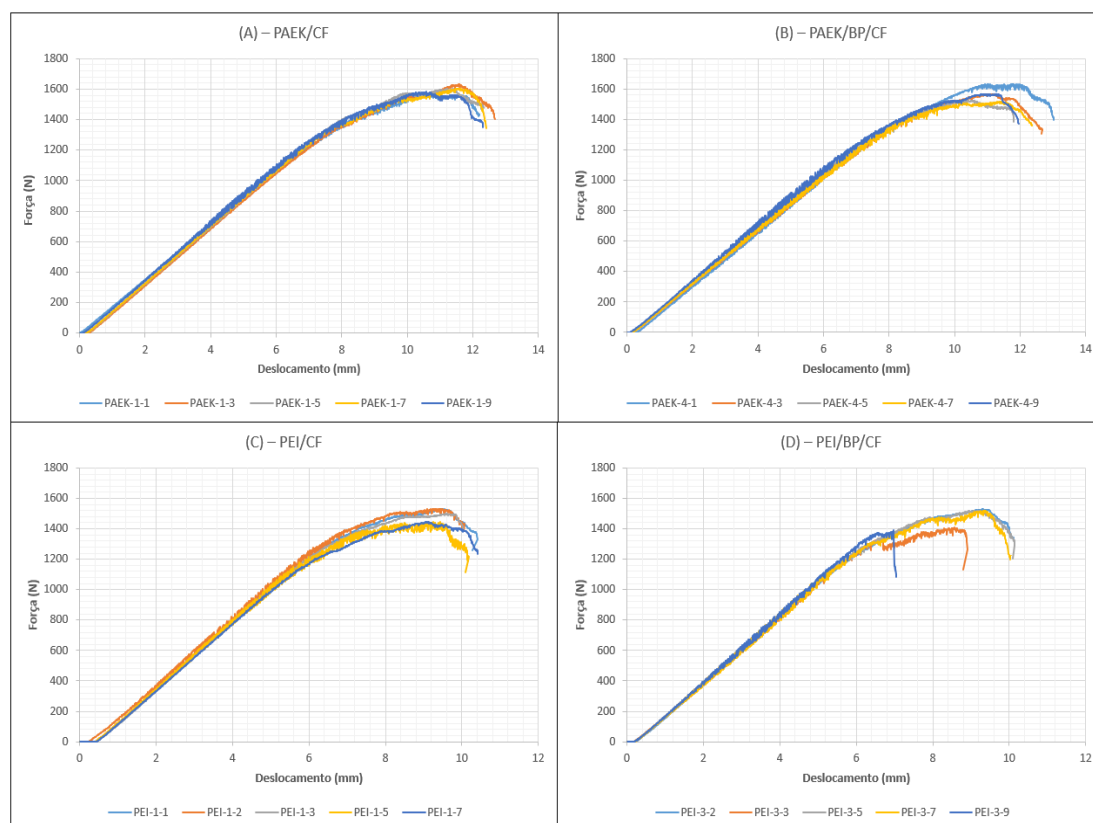 (A) – PAEK/CF
1800
1600
1400
1200
1000
800
600
400
200
0
Força (N)
0 2 4 6 8 10 12 14
Deslocamento (mm)
PAEK-1-1 PAEK-1-3 PAEK-1-5 PAEK-1-7 PAEK-1-9
(B) – PAEK/BP/CF
1800
1600
1400
1200
1000
800
600
400
200
0
Força (N)
0 2 4 6 8 10 12 14
Deslocamento (mm)
PAEK-4-1 PAEK-4-3 PAEK-4-5 PAEK-4-7 PAEK-4-9
(C) – PEI/CF
1800
1600
1400
1200
1000
800
600
400
200
0
Força (N)
0 2 4 6 8 10 12
Deslocamento (mm)
PEI-1-1 PEI-1-2 PEI-1-3 PEI-1-5 PEI-1-7
(D) – PEI/BP/CF
1800
1600
1400
1200
1000
800
600
400
200
0
Força (N)
0 2 4 6 8 10 12
Deslocamento (mm)
PEI-3-2 PEI-3-3 PEI-3-5 PEI-3-7 PEI-3-9